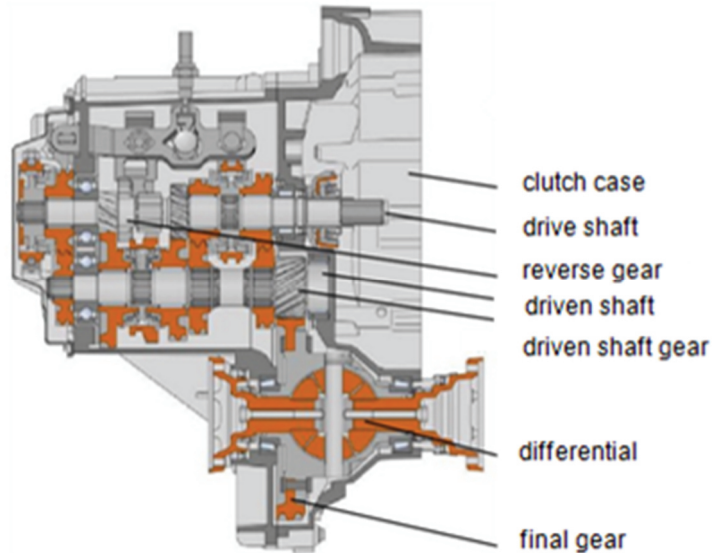 clutch case
drive shaft
reverse gear
driven shaft
driven shaft gear
differential
final gear